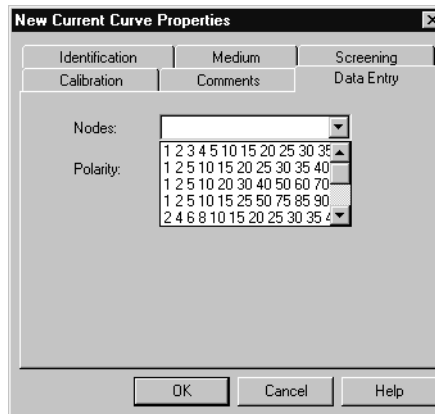 New Current Curve Properties
Identification Medium Screening
Calibration Comments Data Entry
Nodes:
1 2 3 4 5 10 15 20 25 30 35
Polarity:
1 2 5 10 15 20 25 30 35 40
1 2 5 10 20 30 40 50 60 70
1 2 5 10 15 25 50 75 85 90
2 4 6 8 10 15 20 25 30 35 4
OK Cancel Help